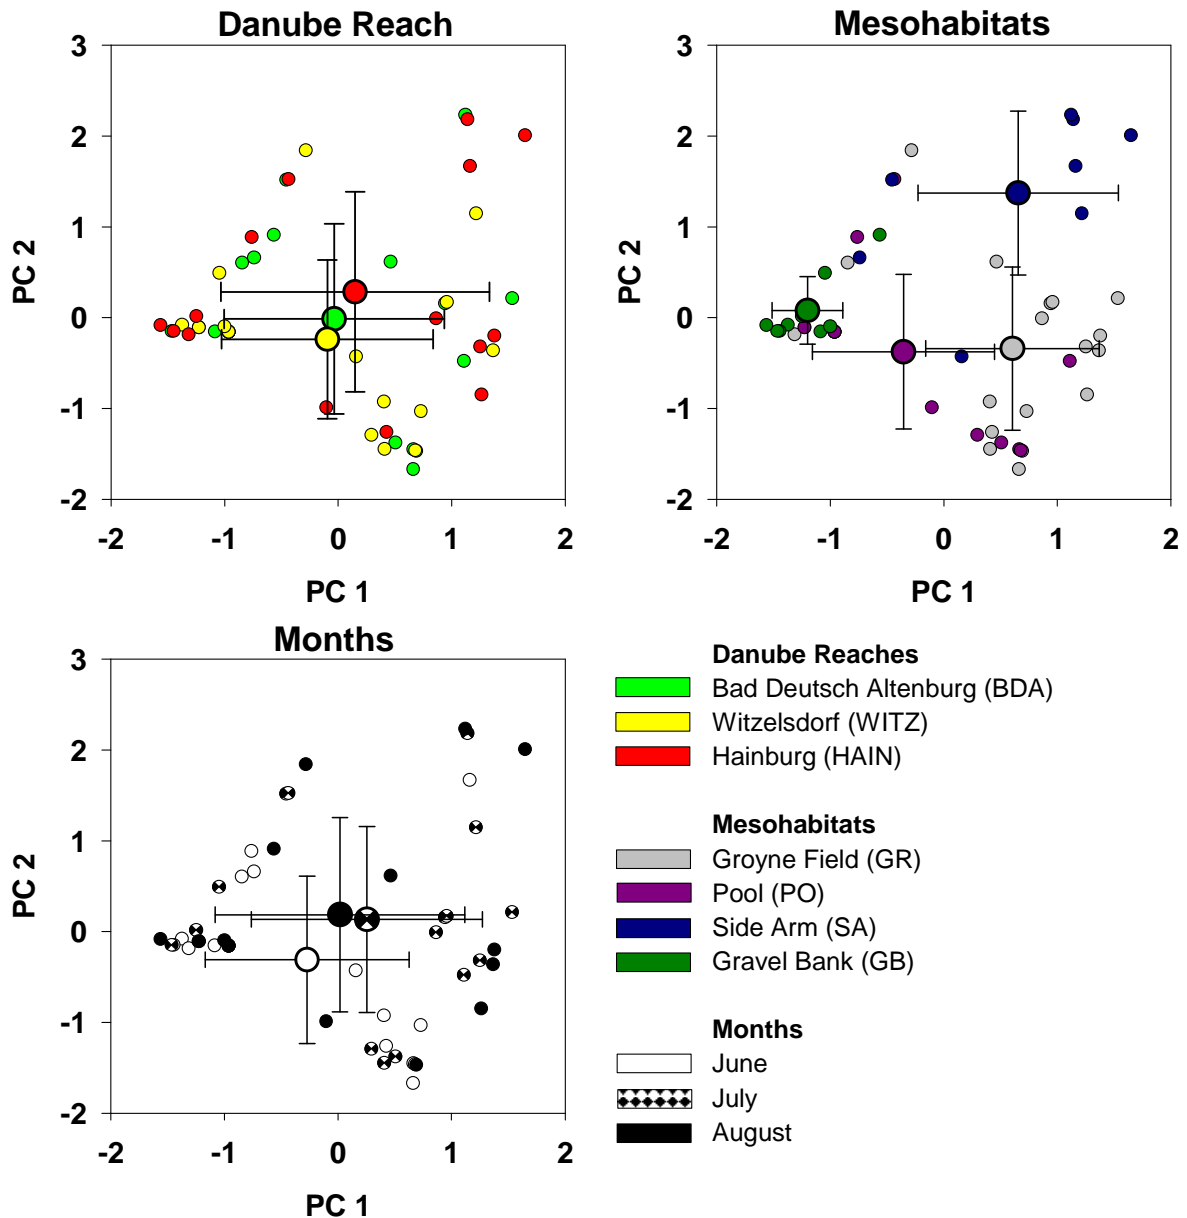 Danube Reach
3
2
1
0
-1
-2
PC 2
-2 -1 0 1 2
PC 1
Mesohabitats
3
2
1
0
-1
-2
PC 2
-2 -1 0 1 2
PC 1
Months
3
2
1
0
-1
-2
PC 2
-2 -1 0 1 2
PC 1
Danube Reaches
Bad Deutsch Altenburg (BDA)
Witzelsdorf (WITZ)
Hainburg (HAIN)
Mesohabitats
Groyne Field (GR)
Pool (PO)
Side Arm (SA)
Gravel Bank (GB)
Months
June
July
August